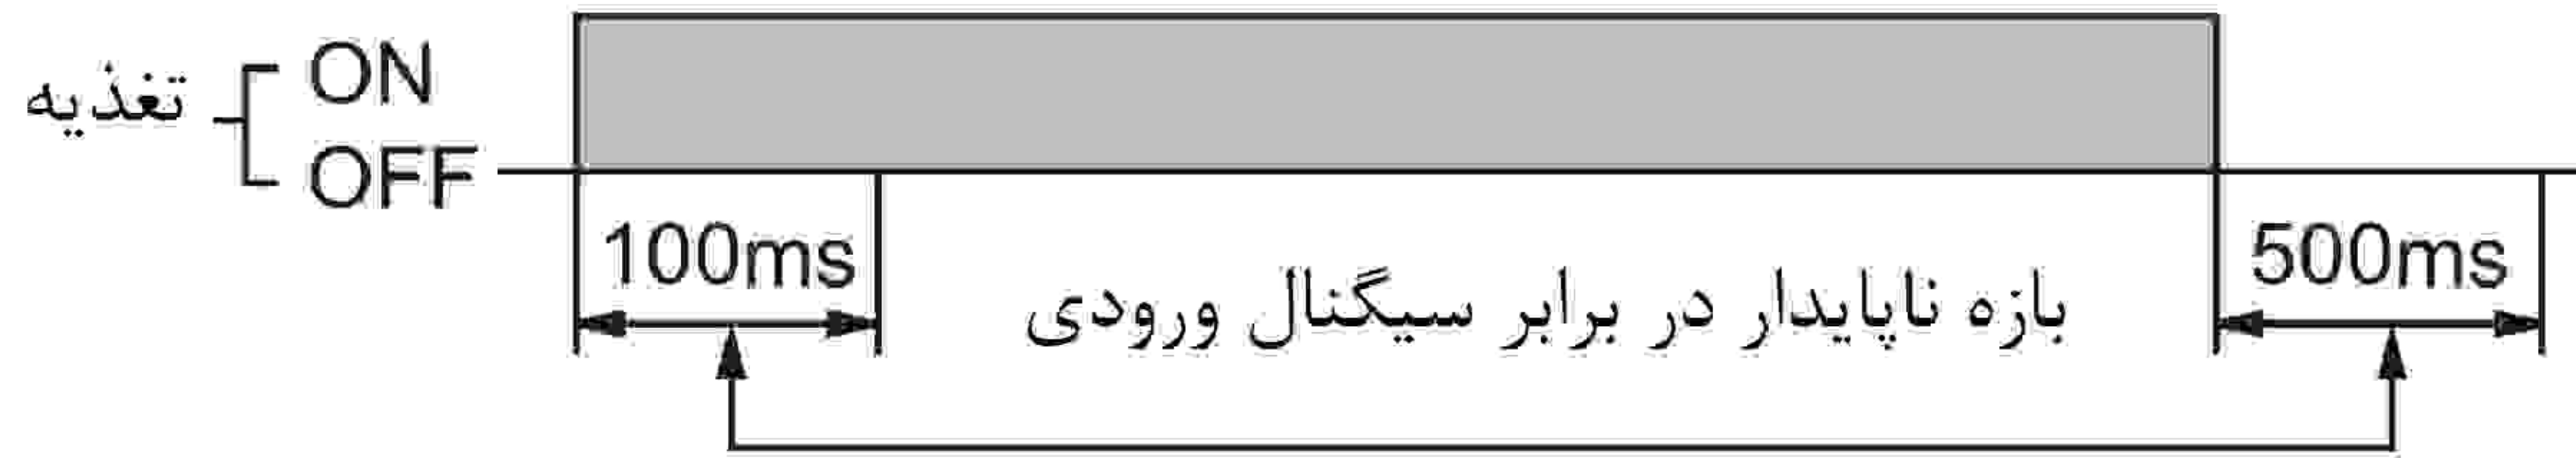 ON
تغذیه
OFF
100ms
500ms
بازه ناپایدار در برابر سیگنال ورودی